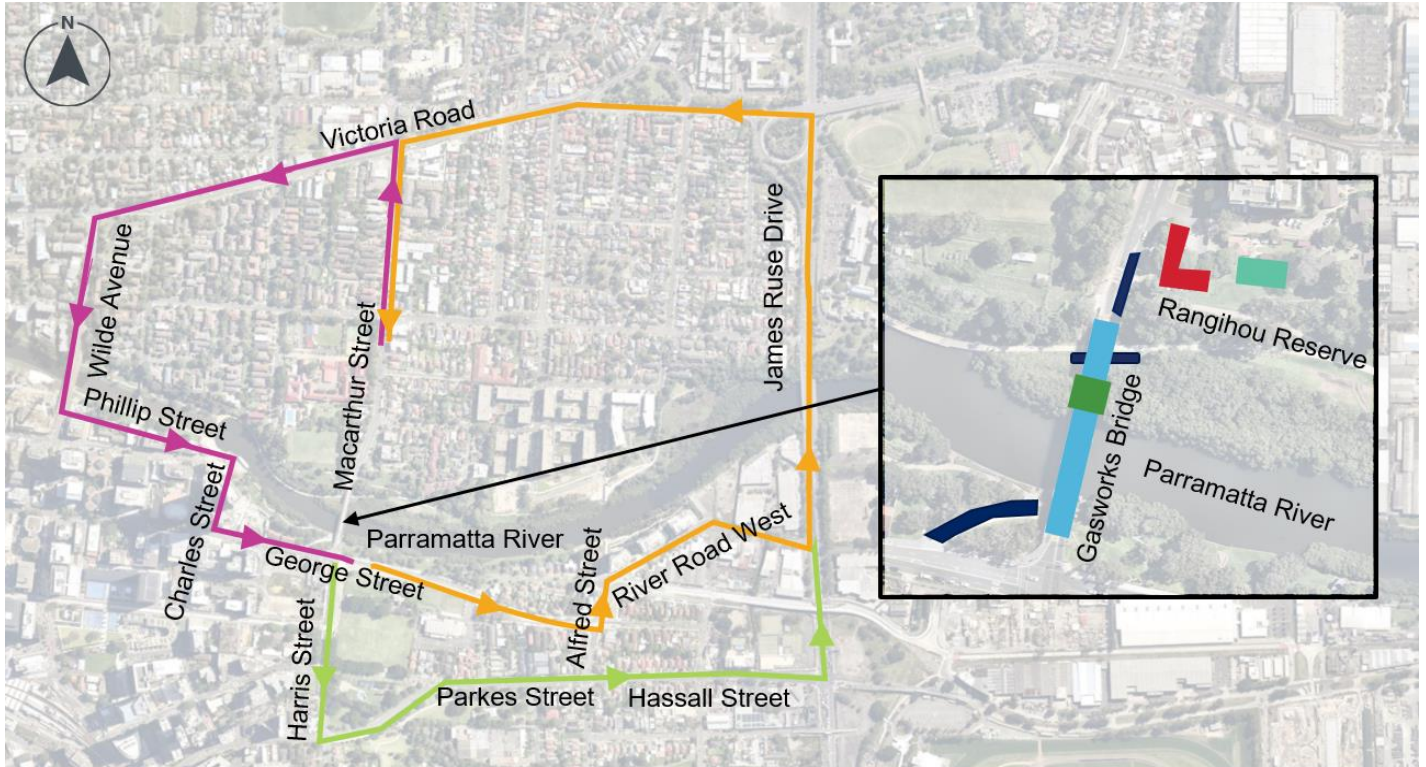 N
Victoria Road
Wilde Avenue
Phillip Street
Charles Street
Macarthur Street
George Street
Harris Street
Parramatta River
Alfred Street
River Road West
Parkes Street
Hassall Street
James Ruse Drive
Rangihou Reserve
Gasworks Bridge
Parramatta River